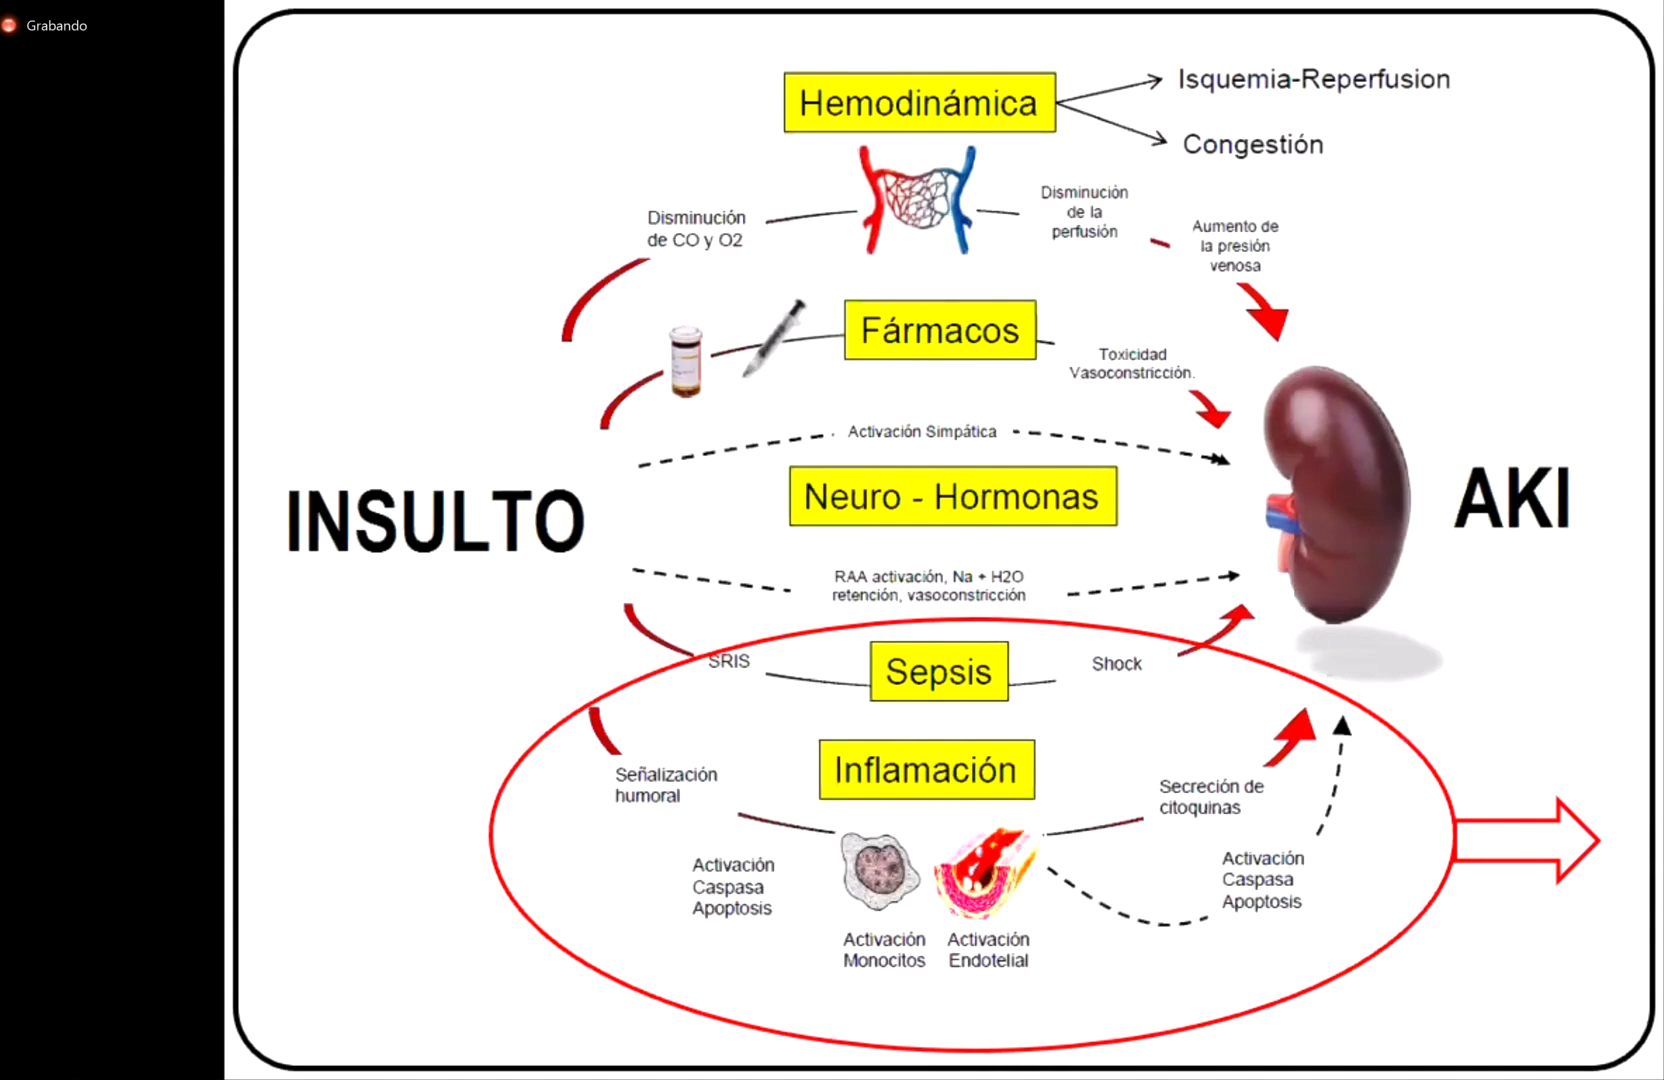 Grabando
Hemodinámica
Isquemia-Reperfusion
Congestión
Disminución
de CO y O2
Disminución
de la
perfusión
Aumento de
la presión
venosa
Fármacos
Toxicidad
Vasoconstricción.
Activación Simpática
Neuro - Hormonas
INSULTO
AKI
RAA activación, Na + H2O
retención, vasoconstricción
SRIS
Sepsis
Shock
Inflamación
Señalización
humoral
Secreción de
citoquinas
Activación
Caspasa
Apoptosis
Activación
Caspasa
Apoptosis
Activación
Monocitos
Activación
Endotelial